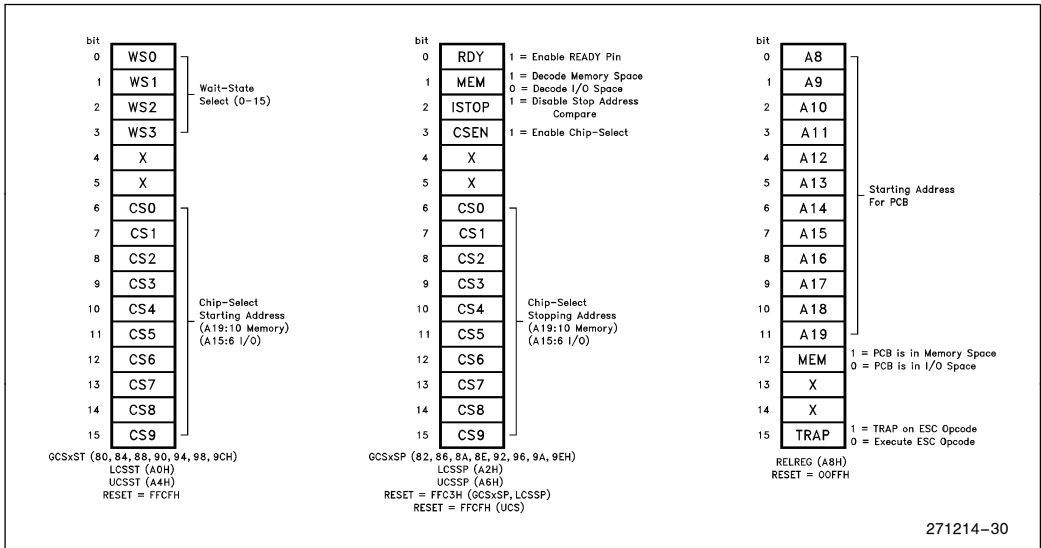 bit
0 WS0
1 WS1
2 WS2
3 WS3
Wait-State
Select (0-15)
4 X
5 X
6 CS0
7 CS1
8 CS2
9 CS3
10 CS4
11 CS5
12 CS6
13 CS7
14 CS8
15 CS9
Chip-Select
Starting Address
(A19:10 Memory)
(A15:6 I/O)
GCSxST (80, 84, 88, 90, 94, 98, 9CH)
LCSST (A0H)
UCSST (A4H)
RESET = FFCFH
bit
0 RDY 1 = Enable READY Pin
1 MEM 1 = Decode Memory Space
0 = Decode I/O Space
2 ISTOP 1 = Disable Stop Address
Compare
3 CSEN 1 = Enable Chip-Select
4 X
5 X
6 CS0
7 CS1
8 CS2
9 CS3
10 CS4
11 CS5
12 CS6
13 CS7
14 CS8
15 CS9
Chip-Select
Stopping Address
(A19:10 Memory)
(A15:6 I/O)
GCSxSP (82, 86, 8A, 8E, 92, 96, 9A, 9EH)
LCSSP (A2H)
UCSSP (A6H)
RESET = FFC3H (GCSxSP, LCSSP)
RESET = FFCFH (UCS)
bit
0 A8
1 A9
2 A10
3 A11
4 A12
5 A13
6 A14
7 A15
8 A16
9 A17
10 A18
11 A19
Starting Address
For PCB
12 MEM 1 = PCB is in Memory Space
0 = PCB is in I/O Space
13 X
14 X
15 TRAP 1 = TRAP on ESC Opcode
0 = Execute ESC Opcode
RELREG (A8H)
RESET = 00FFH
271214-30